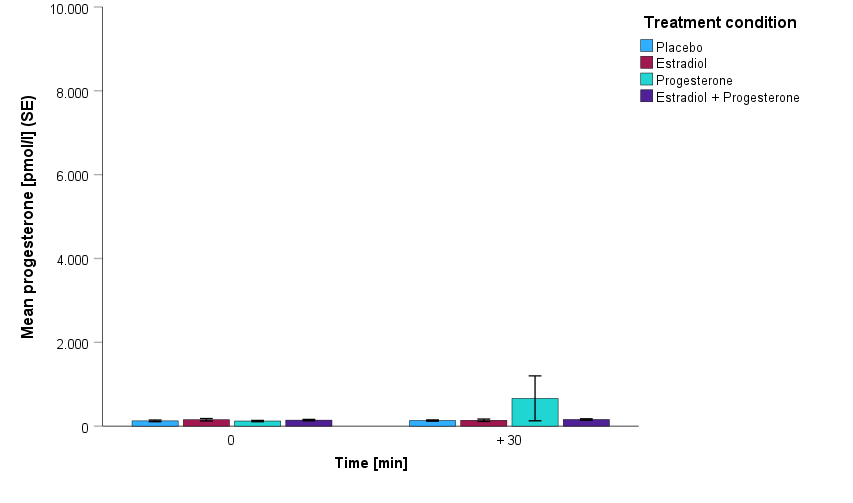 Treatment condition
Placebo
Estradiol
Progesterone
Estradiol + Progesterone
Mean progesterone [pmol/l] (SE)
10.000
8.000
6.000
4.000
2.000
0
0
+ 30
Time [min]